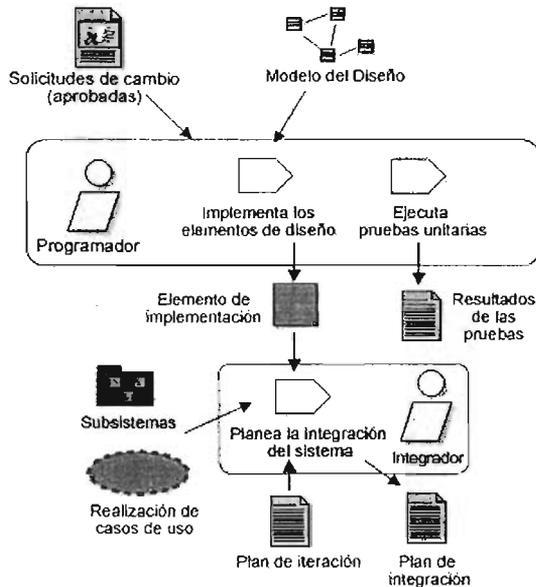 Solicitudes de cambio
(aprobadas)
Modelo del Diseño
Programador
Implementa los
elementos de diseño
Ejecuta
pruebas unitarias
Elemento de
implementación
Resultados
de las
pruebas
Subsistemas
Planea la integración
del sistema
Integrador
Realización de
casos de uso
Plan de iteración
Plan de
integración